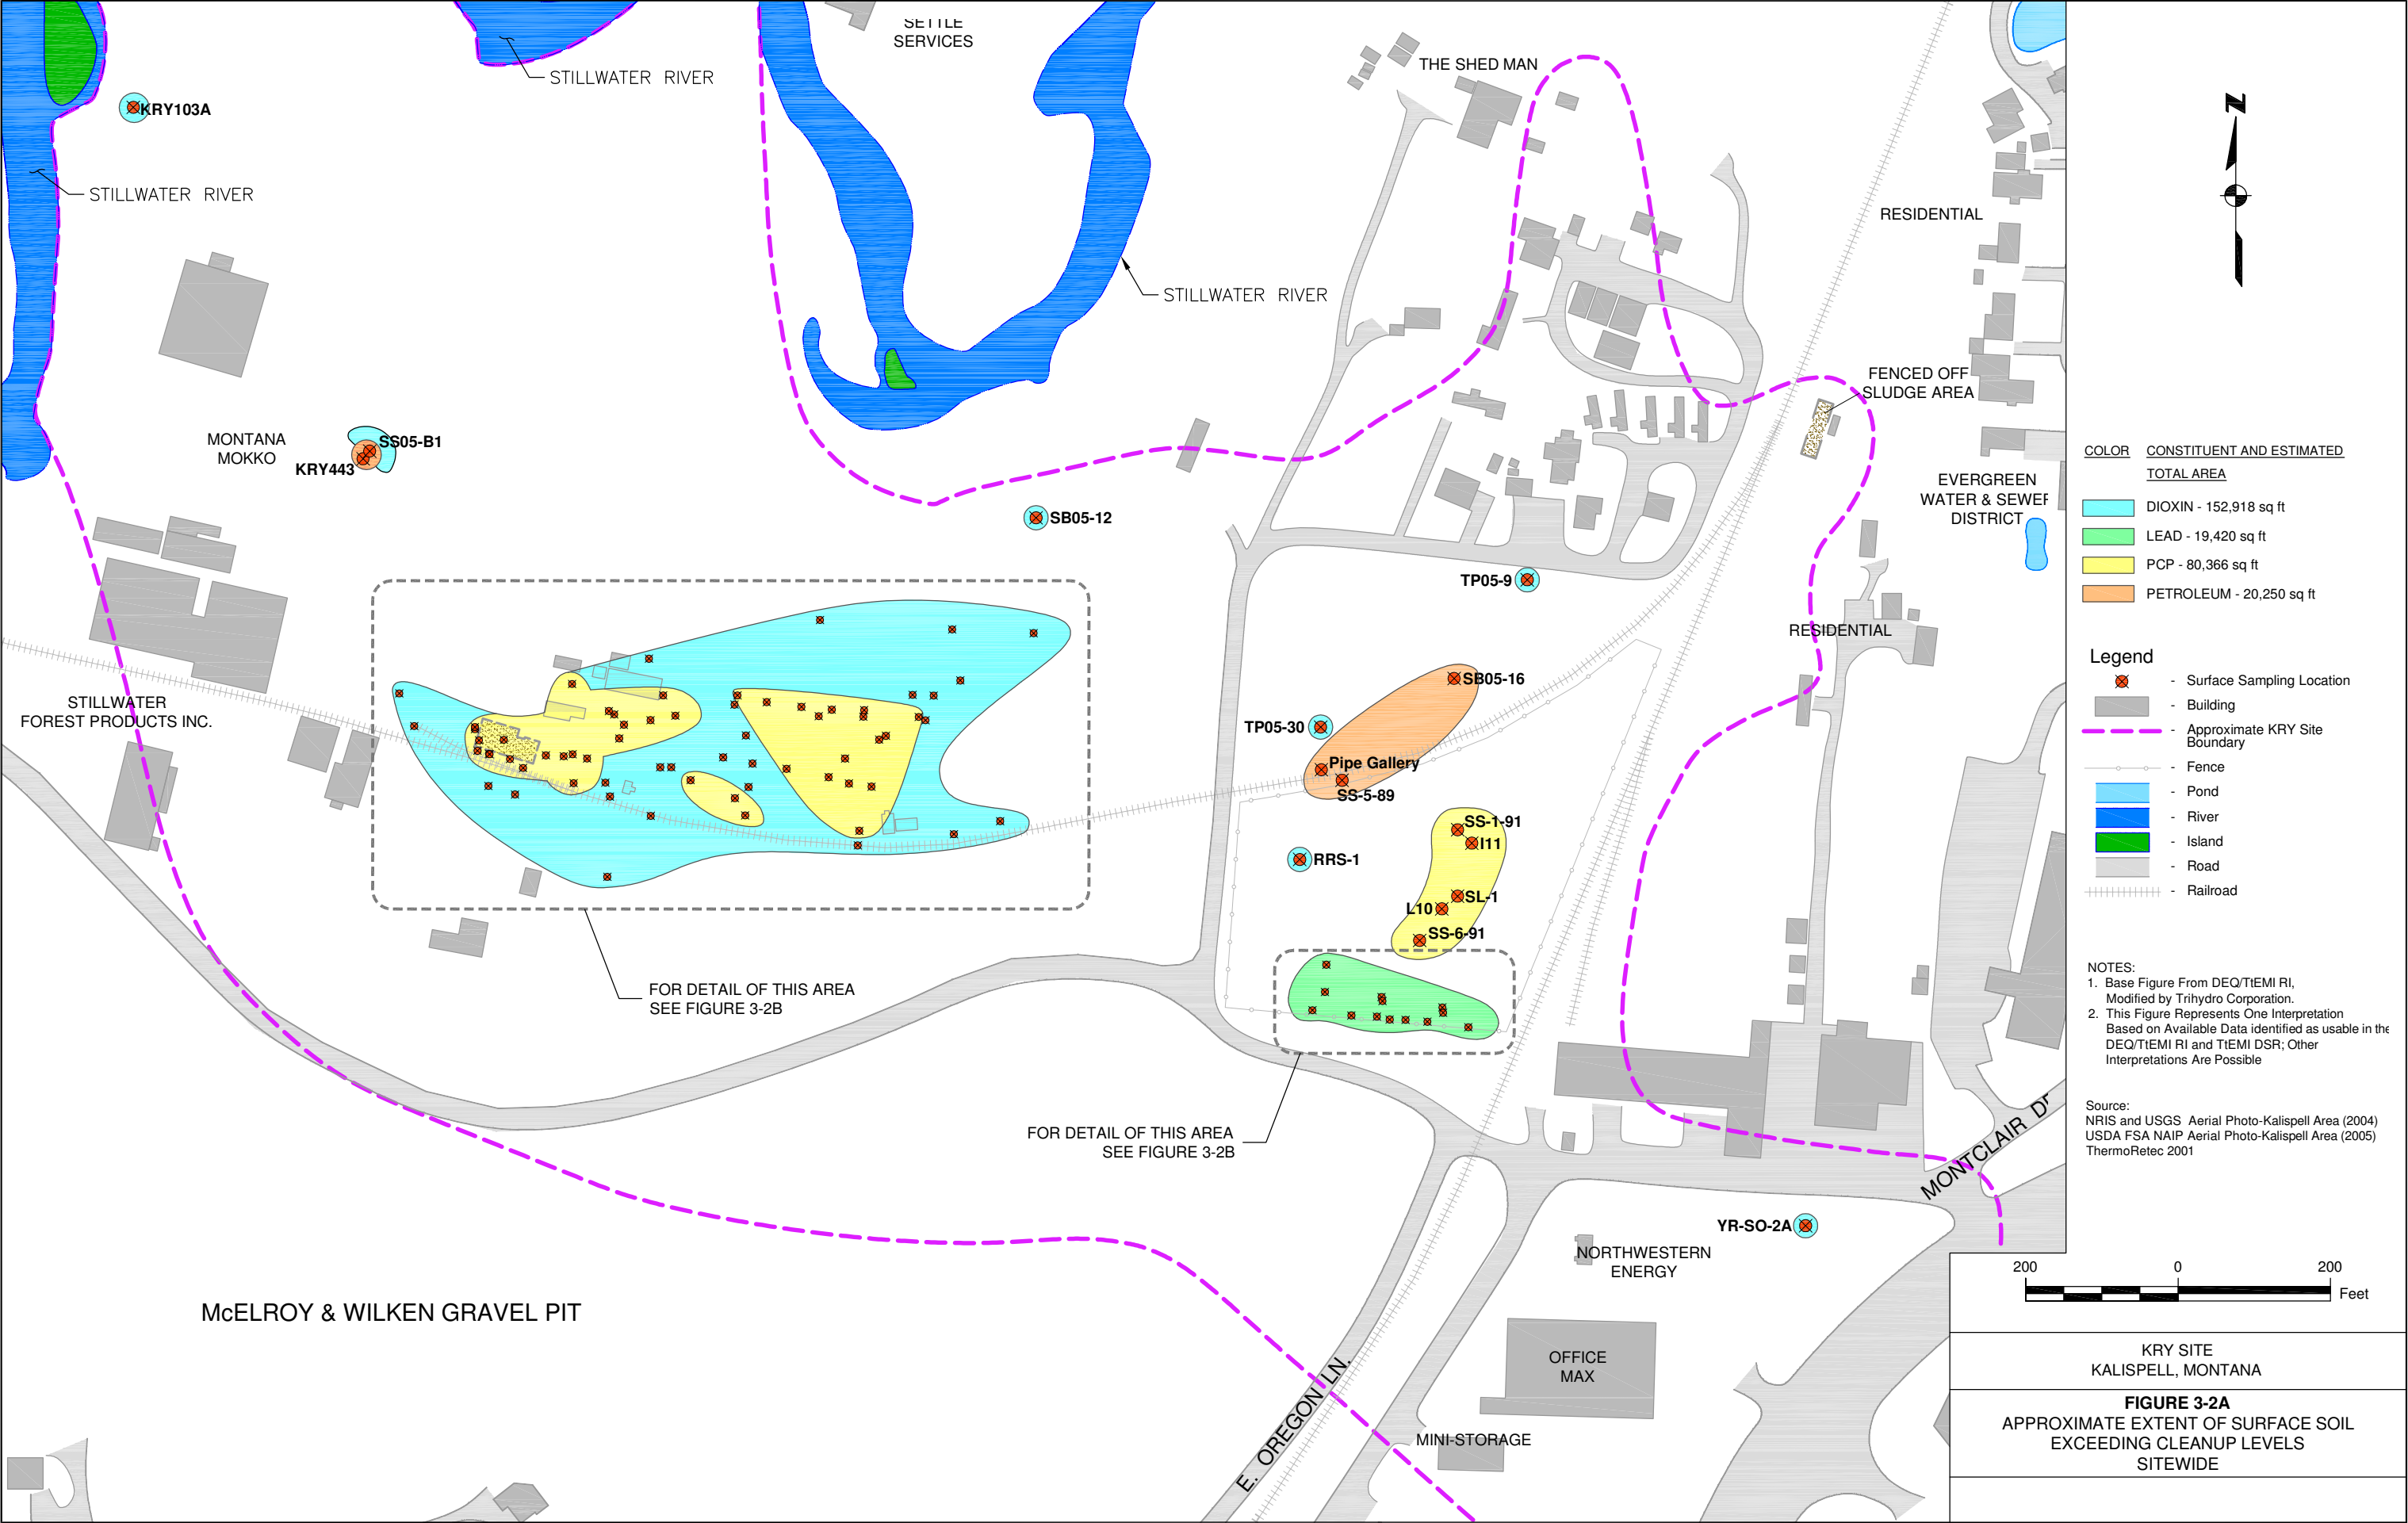 SETTLE
SERVICES
STILLWATER RIVER
THE SHED MAN
N
KRY103A
STILLWATER RIVER
RESIDENTIAL
STILLWATER RIVER
FENCED OFF
SLUDGE AREA
MONTANA
MOKKO
SS05-B1
KRY443
EVERGREEN
WATER & SEWER
DISTRICT
SB05-12
TP05-9
RESIDENTIAL
STILLWATER
FOREST PRODUCTS INC.
SB05-16
TP05-30
Pipe Gallery
SS-5-89
SS-1-91
I11
RRS-1
SL-1
L10
SS-6-91
FOR DETAIL OF THIS AREA
SEE FIGURE 3-2B
FOR DETAIL OF THIS AREA
SEE FIGURE 3-2B
MONTCLAIR DR
YR-SO-2A
NORTHWESTERN
ENERGY
McELROY & WILKEN GRAVEL PIT
OFFICE
MAX
E. OREGON LN.
MINI-STORAGE
COLOR CONSTITUENT AND ESTIMATED
TOTAL AREA
DIOXIN - 152,918 sq ft
LEAD - 19,420 sq ft
PCP - 80,366 sq ft
PETROLEUM - 20,250 sq ft
Legend
- Surface Sampling Location
- Building
- Approximate KRY Site
Boundary
- Fence
- Pond
- River
- Island
- Road
- Railroad
NOTES:
1. Base Figure From DEQ/TtEMI RI,
Modified by Trihydro Corporation.
2. This Figure Represents One Interpretation
Based on Available Data identified as usable in the
DEQ/TtEMI RI and TtEMI DSR; Other
Interpretations Are Possible
Source:
NRIS and USGS Aerial Photo-Kalispell Area (2004)
USDA FSA NAIP Aerial Photo-Kalispell Area (2005)
ThermoRetec 2001
200 0 200
Feet
KRY SITE
KALISPELL, MONTANA
FIGURE 3-2A
APPROXIMATE EXTENT OF SURFACE SOIL
EXCEEDING CLEANUP LEVELS
SITEWIDE